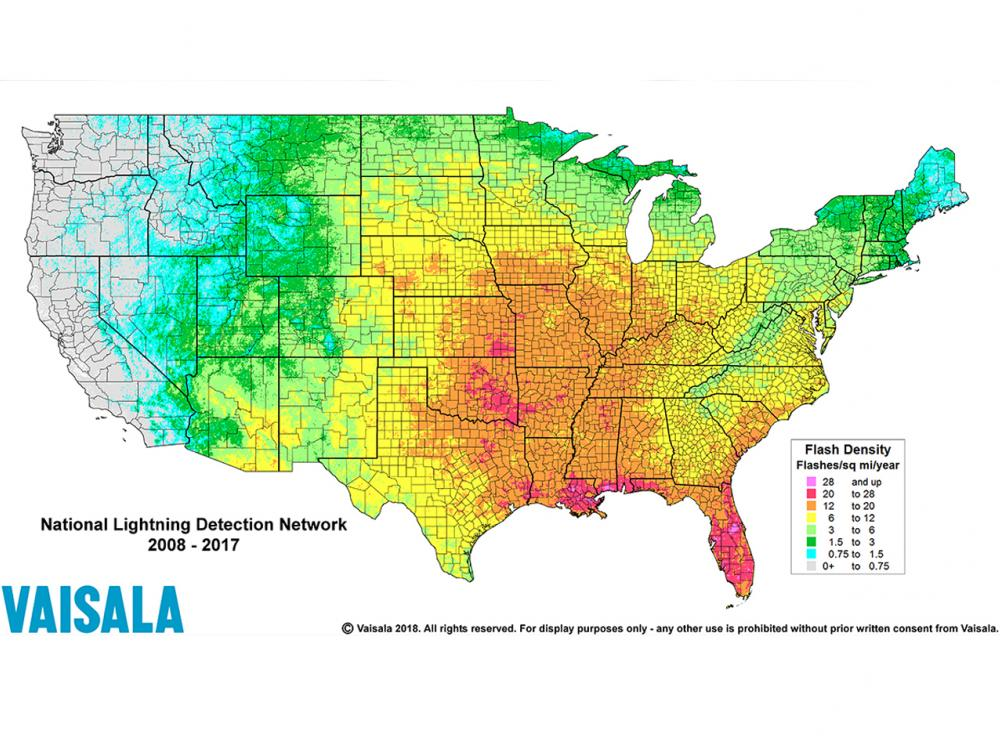 National Lightning Detection Network
2008 - 2017
Flash Density
Flashes/sq mi/year
28 and up
20 to 28
12 to 20
6 to 12
3 to 6
1.5 to 3
0.75 to 1.5
0+ to 0.75
VAISALA
© Vaisala 2018. All rights reserved. For display purposes only - any other use is prohibited without prior written consent from Vaisala.